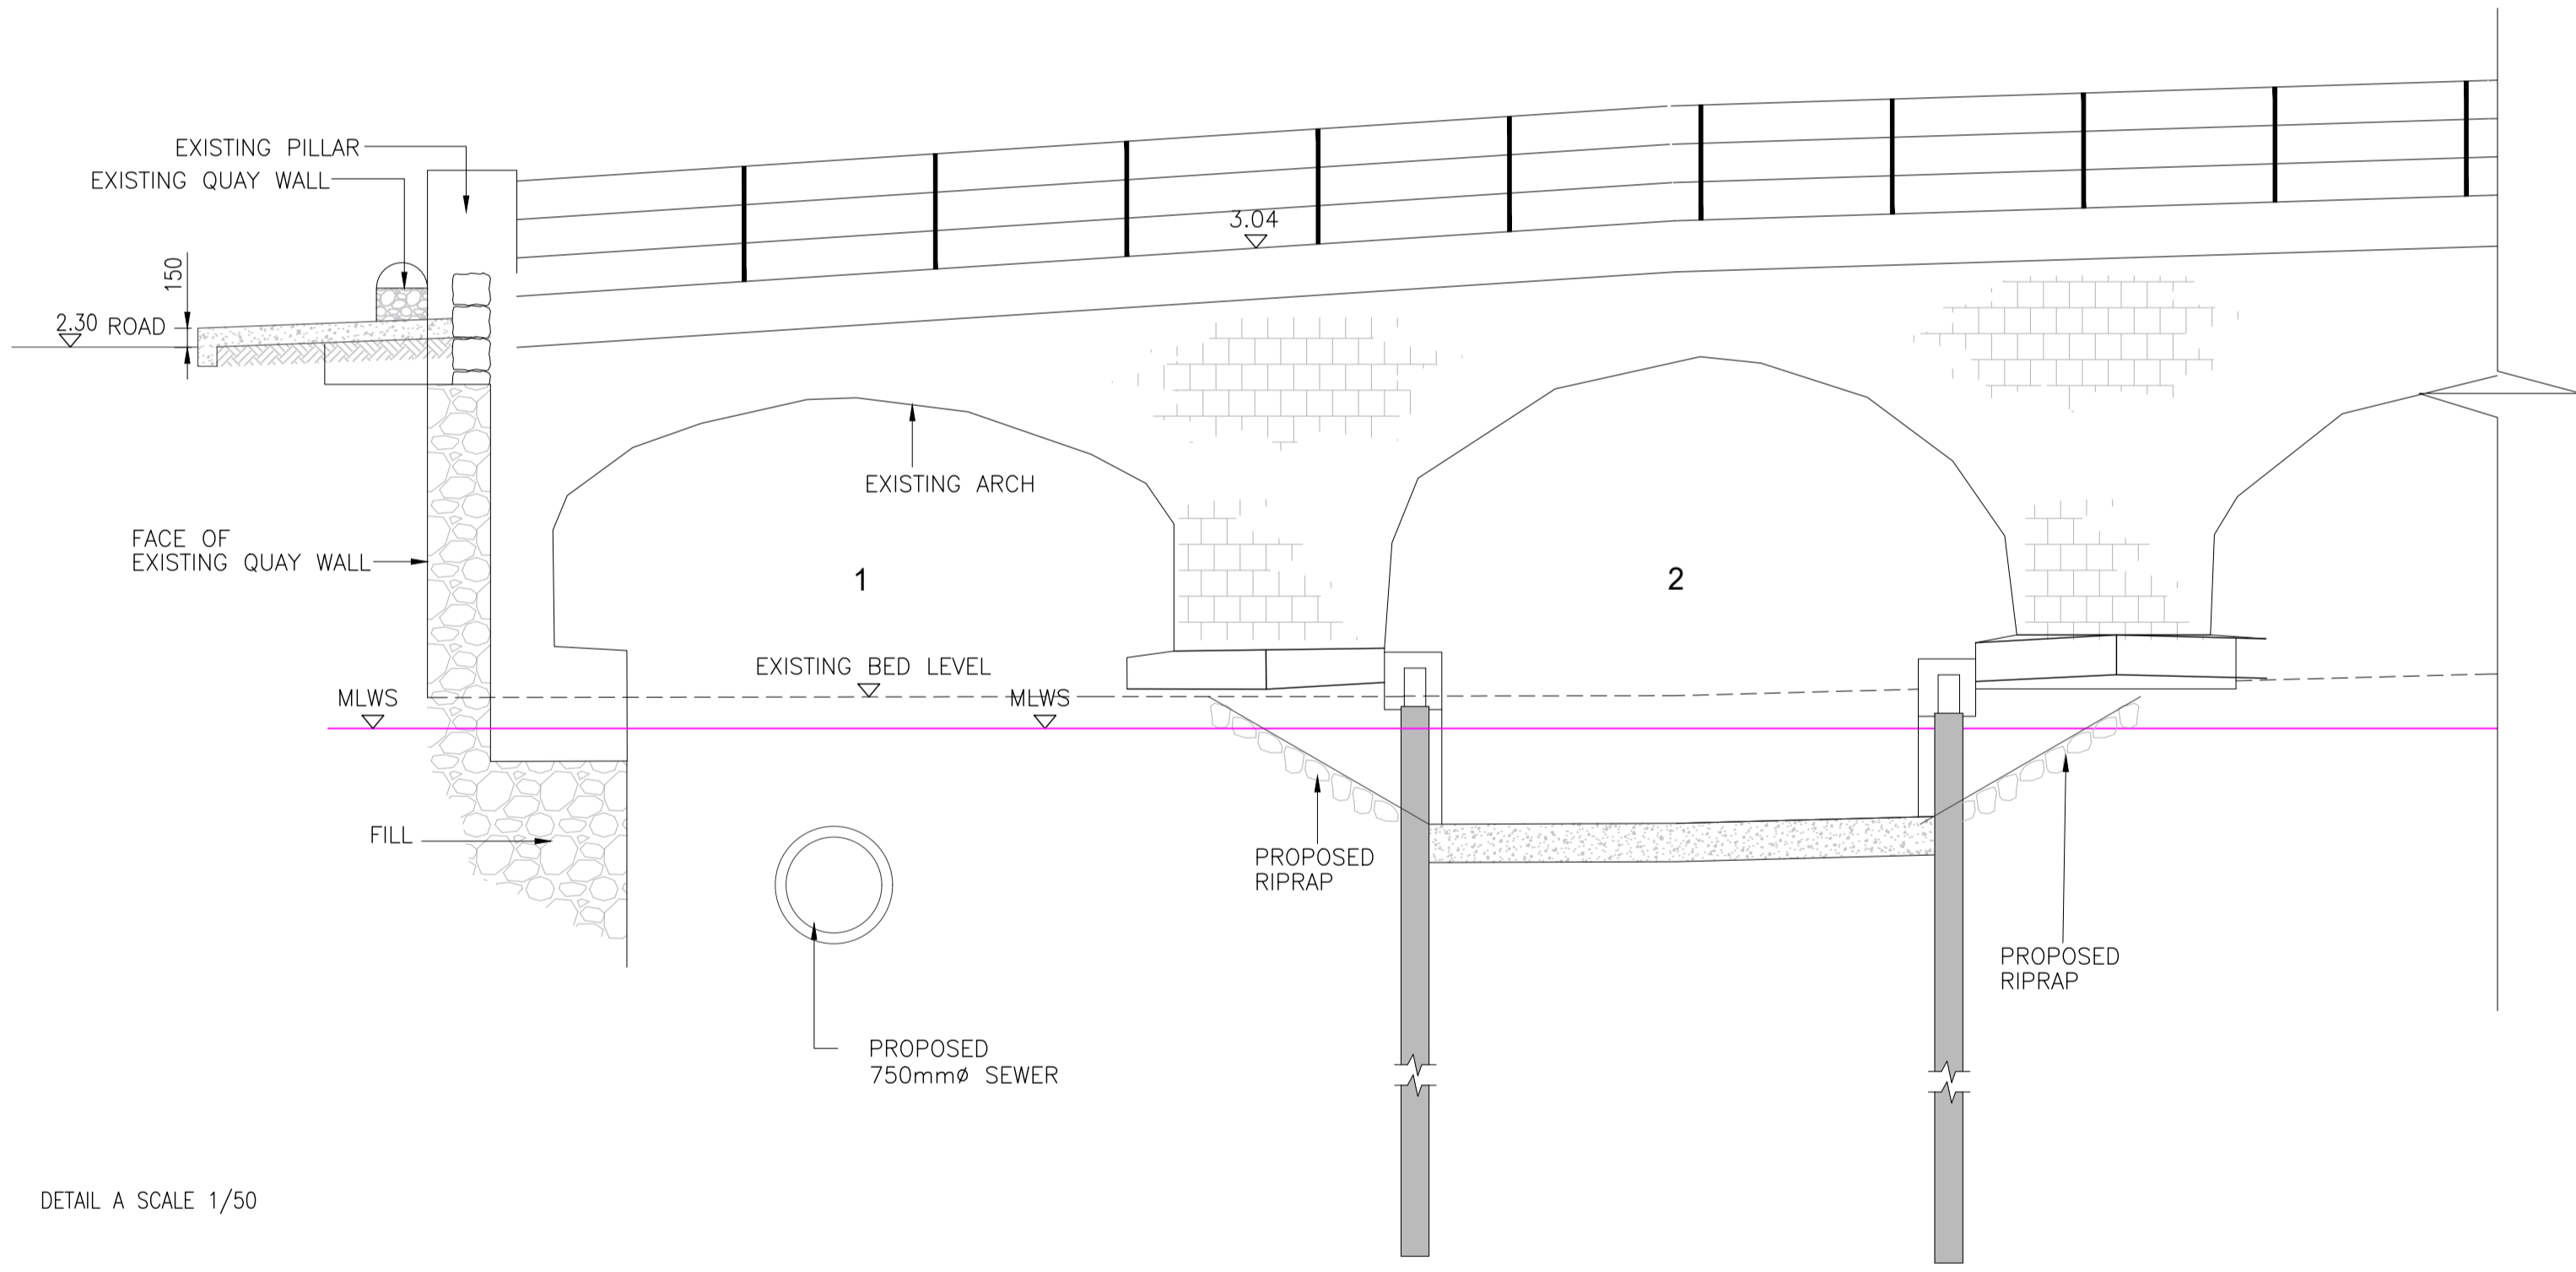 EXISTING PILLAR
EXISTING QUAY WALL
150
3.04
2.30 ROAD
EXISTING ARCH
FACE OF
EXISTING QUAY WALL
1
2
EXISTING BED LEVEL
MLWS
MLWS
FILL
PROPOSED
RIPRAP
PROPOSED
RIPRAP
PROPOSED
750mmø SEWER
DETAIL A SCALE 1/50